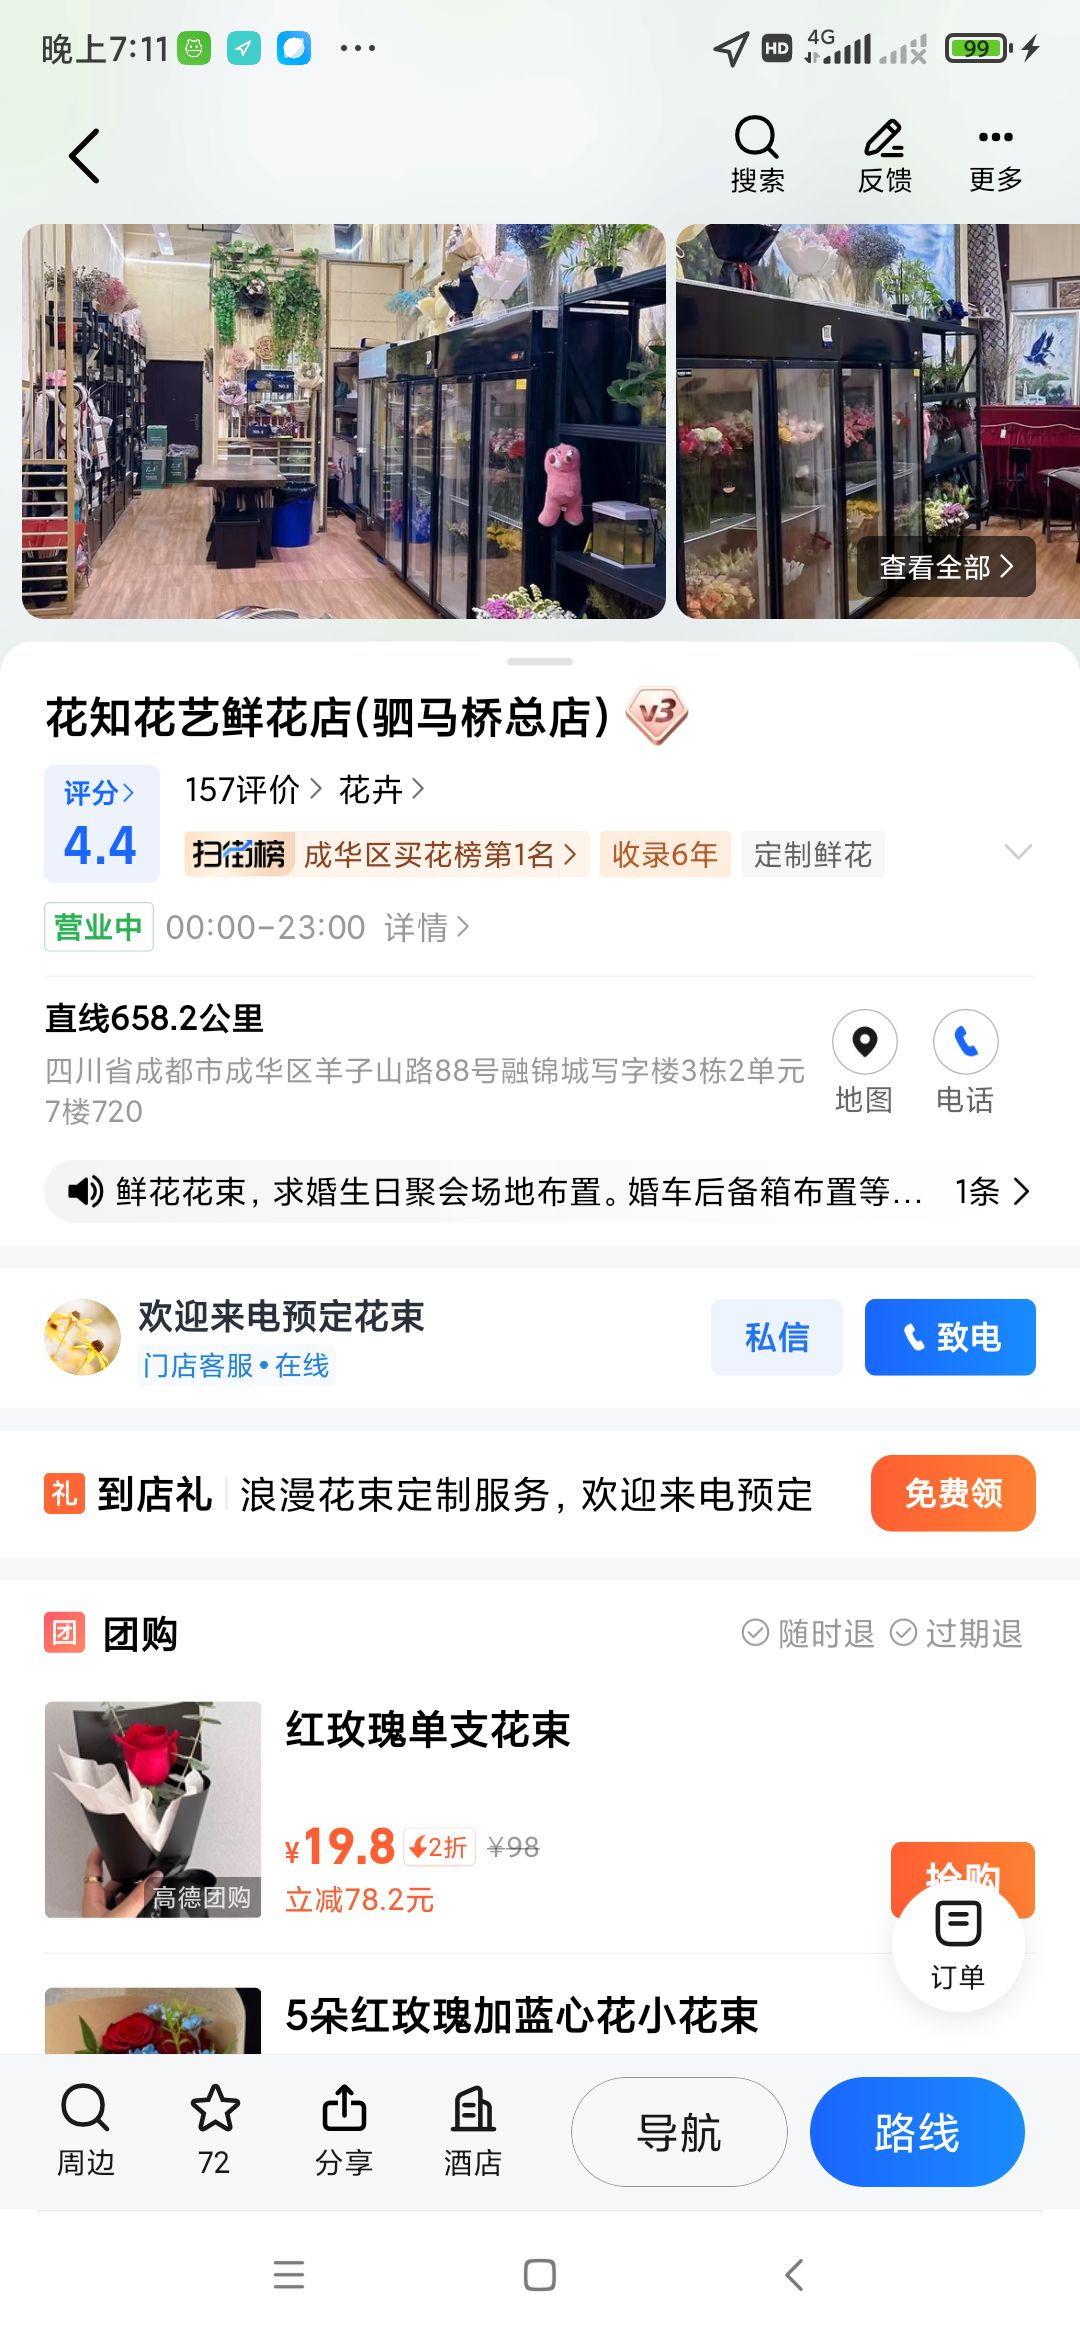 晚上7:11
HD
4G
99
搜索
反馈
更多
查看全部
花知花艺鲜花店(驷马桥总店)
v3
评分
4.4
157评价
花卉
扫街榜
成华区买花榜第1名
收录6年
定制鲜花
营业中
00:00-23:00
详情
直线658.2公里
四川省成都市成华区羊子山路88号融锦城写字楼3栋2单元
7楼720
地图
电话
鲜花花束，求婚生日聚会场地布置。婚车后备箱布置等...
1条
欢迎来电预定花束
门店客服•在线
私信
致电
礼
到店礼
浪漫花束定制服务，欢迎来电预定
免费领
团
团购
随时退
过期退
红玫瑰单支花束
¥19.8
2折
¥98
立减78.2元
高德团购
抢购
订单
5朵红玫瑰加蓝心花小花束
周边
72
分享
酒店
导航
路线